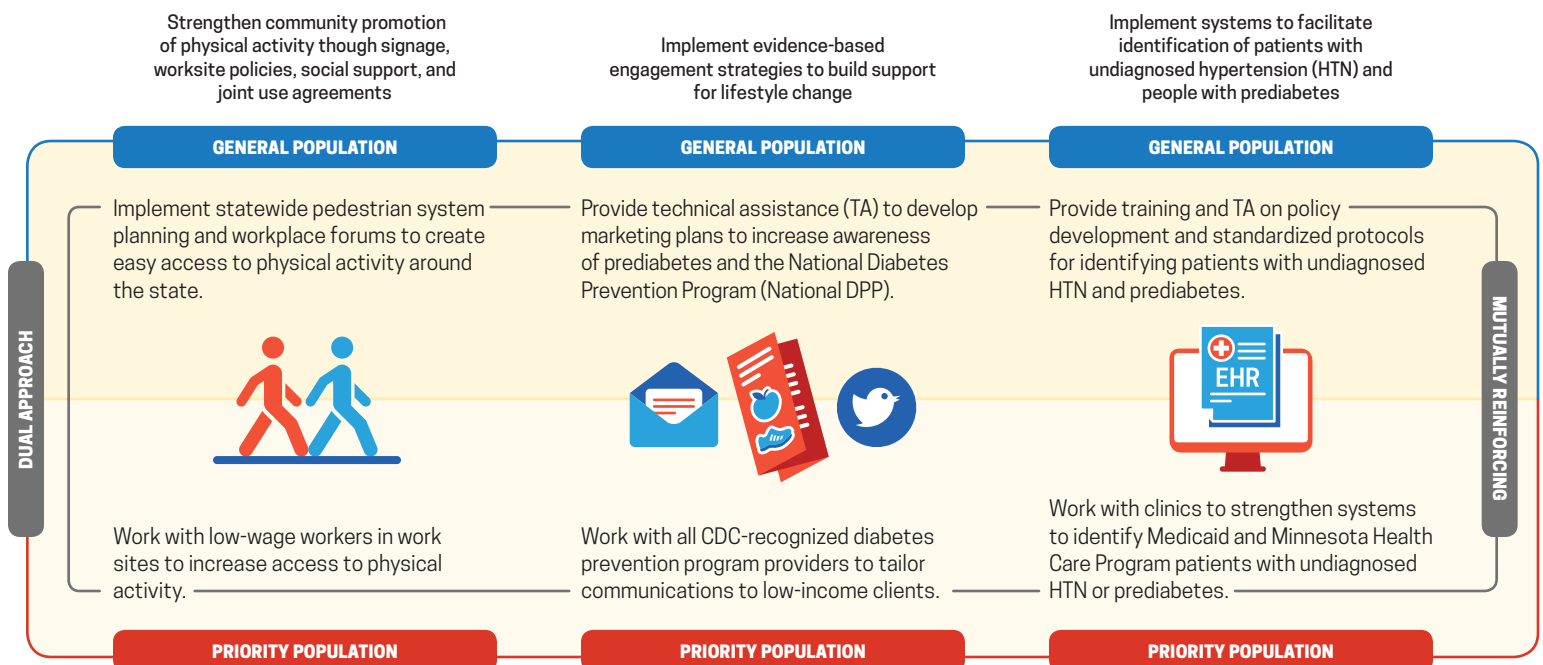 Strengthen community promotion
of physical activity though signage,
worksite policies, social support, and
joint use agreements
Implement evidence-based
engagement strategies to build support
for lifestyle change
Implement systems to facilitate
identification of patients with
undiagnosed hypertension (HTN) and
people with prediabetes
GENERAL POPULATION
GENERAL POPULATION
GENERAL POPULATION
DUAL APPROACH
Implement statewide pedestrian system
planning and workplace forums to create
easy access to physical activity around
the state.
Provide technical assistance (TA) to develop
marketing plans to increase awareness
of prediabetes and the National Diabetes
Prevention Program (National DPP).
Provide training and TA on policy
development and standardized protocols
for identifying patients with undiagnosed
HTN and prediabetes.
EHR
MUTUALLY REINFORCING
Work with low-wage workers in work
sites to increase access to physical
activity.
Work with all CDC-recognized diabetes
prevention program providers to tailor
communications to low-income clients.
Work with clinics to strengthen systems
to identify Medicaid and Minnesota Health
Care Program patients with undiagnosed
HTN or prediabetes.
PRIORITY POPULATION
PRIORITY POPULATION
PRIORITY POPULATION